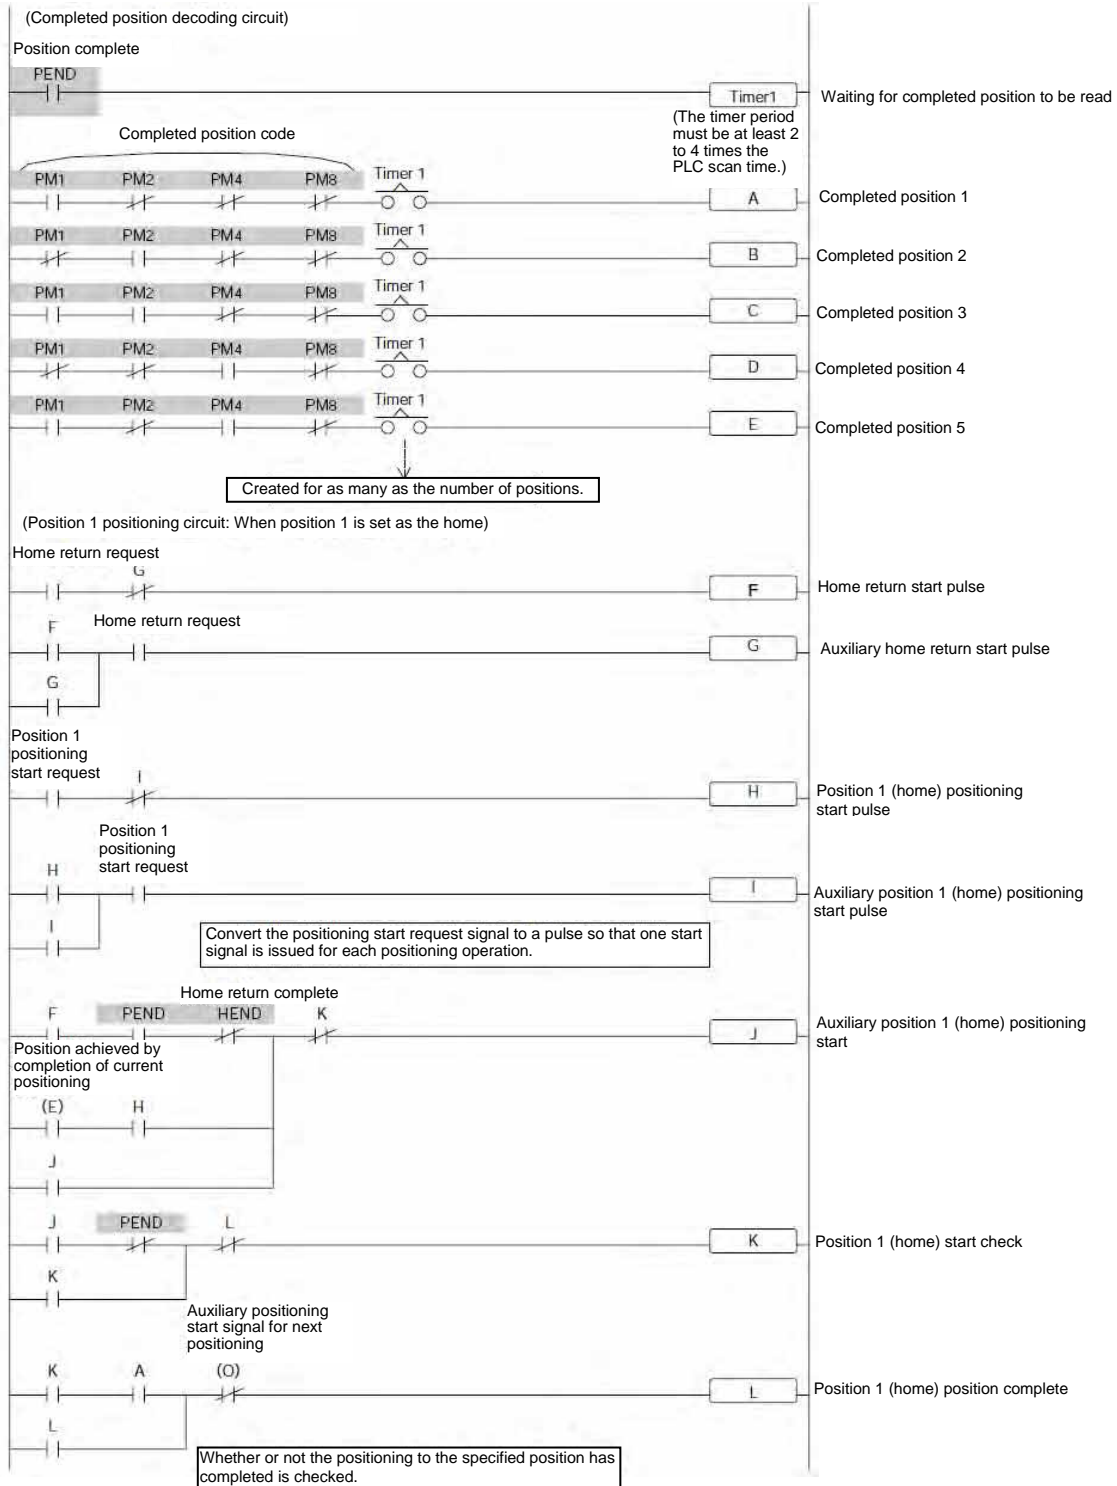 (Completed position decoding circuit)
Position complete
PEND
Timer1
Waiting for completed position to be read
(The timer period
must be at least 2
to 4 times the
PLC scan time.)
Completed position code
PM1 PM2 PM4 PM8 Timer 1
A
Completed position 1
PM1 PM2 PM4 PM8 Timer 1
B
Completed position 2
PM1 PM2 PM4 PM8 Timer 1
C
Completed position 3
PM1 PM2 PM4 PM8 Timer 1
D
Completed position 4
PM1 PM2 PM4 PM8 Timer 1
E
Completed position 5
Created for as many as the number of positions.
(Position 1 positioning circuit: When position 1 is set as the home)
Home return request
G
F
Home return start pulse
F
Home return request
G
Auxiliary home return start pulse
G
Position 1
positioning
start request
I
H
Position 1 (home) positioning
start pulse
Position 1
positioning
start request
H
I
Auxiliary position 1 (home) positioning
start pulse
I
Convert the positioning start request signal to a pulse so that one start
signal is issued for each positioning operation.
Home return complete
F PEND HEND K
J
Auxiliary position 1 (home) positioning
start
Position achieved by
completion of current
positioning
(E) H
J
J PEND L
K
Position 1 (home) start check
K
Auxiliary positioning
start signal for next
positioning
K A (O)
L
Position 1 (home) position complete
L
Whether or not the positioning to the specified position has
completed is checked.